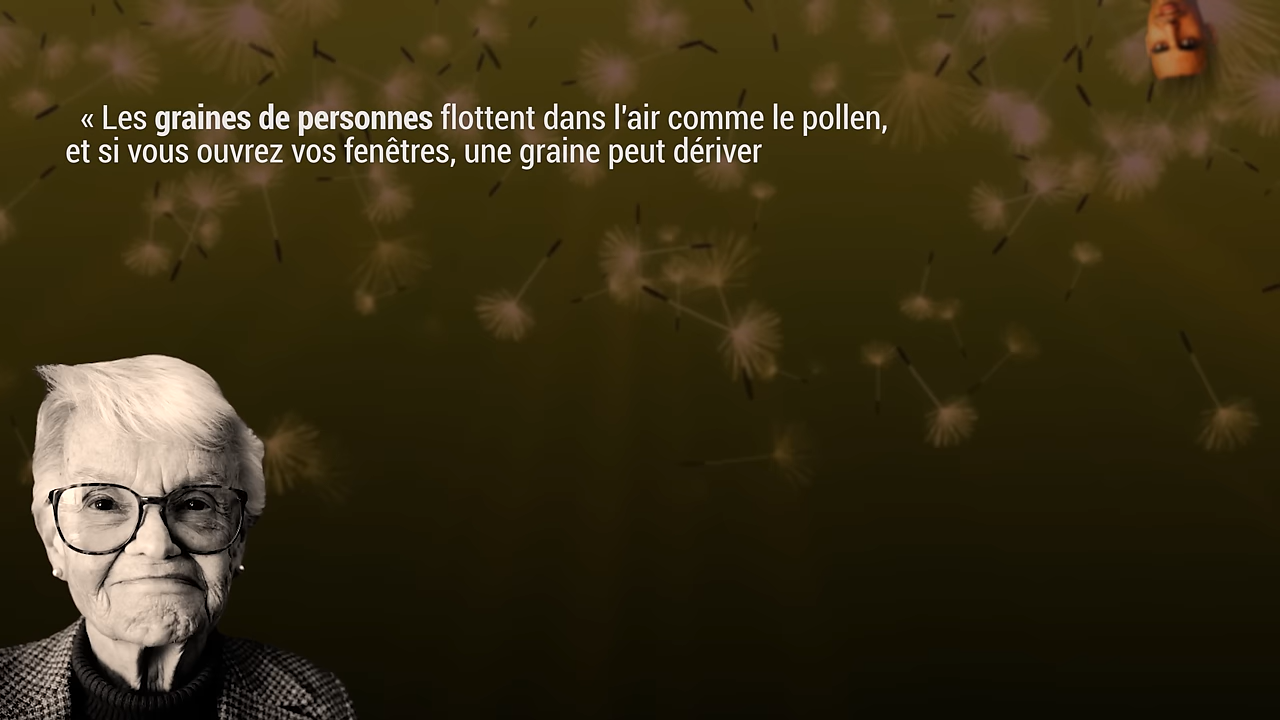 « Les graines de personnes flottent dans l'air comme le pollen,
et si vous ouvrez vos fenêtres, une graine peut dériver